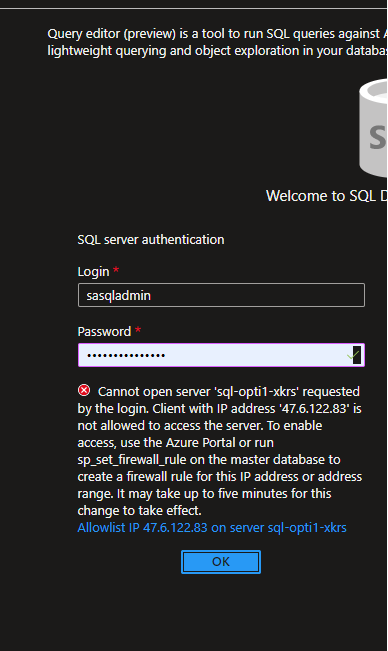 Query editor (preview) is a tool to run SQL queries against
lightweight querying and object exploration in your
S
Welcome to SQL
SQL server authentication
Login *
sasqladmin
Password *
•••••••••••••••
Cannot open server 'sql-opti1-xkrs' requested
by the login. Client with IP address '47.6.122.83' is
not allowed to access the server. To enable
access, use the Azure Portal or run
sp_set_firewall_rule on the master database to
create a firewall rule for this IP address or address
range. It may take up to five minutes for this
change to take effect.
Allowlist IP 47.6.122.83 on server sql-opti1-xkrs
OK